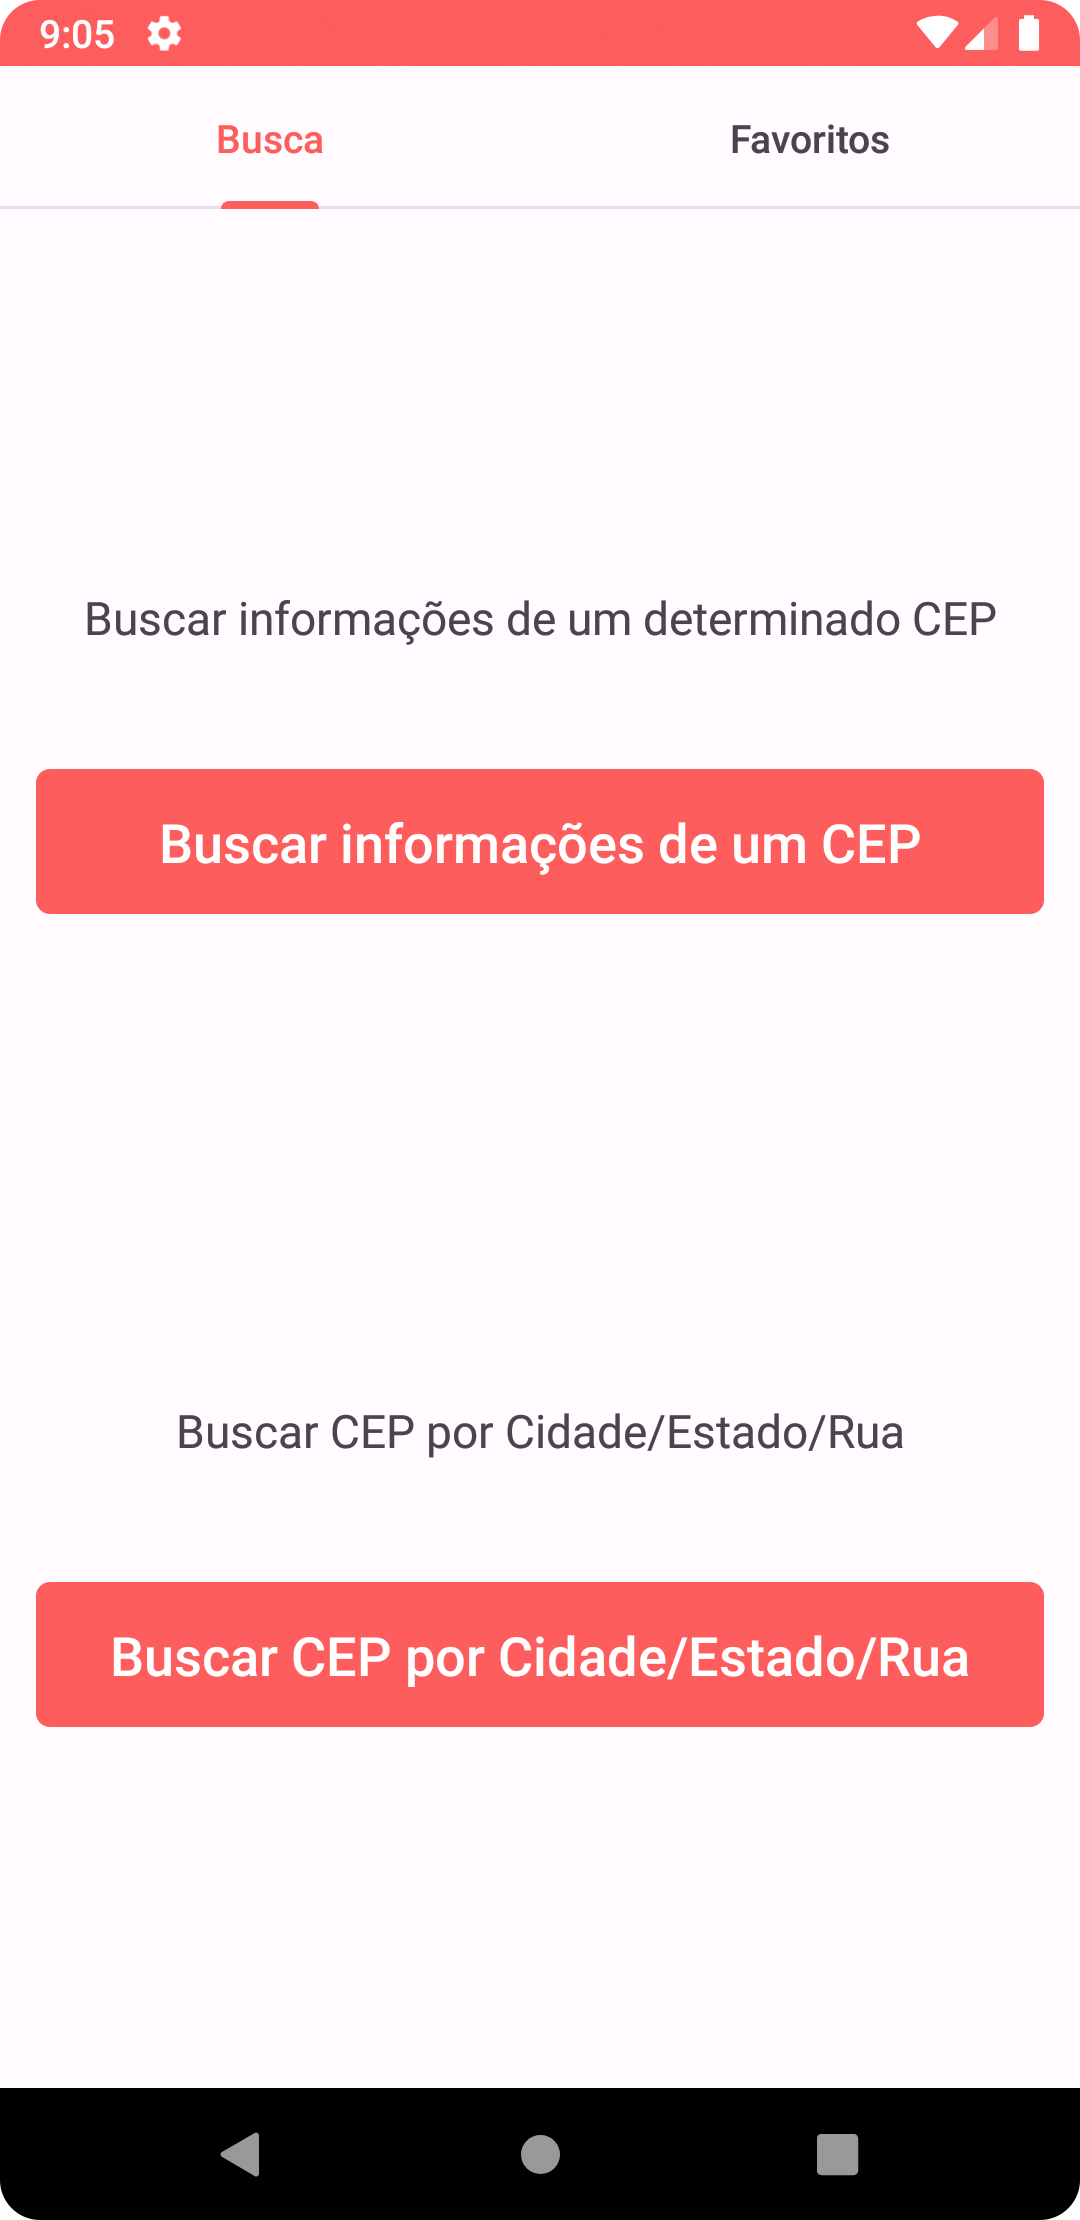 9:05
Busca
Favoritos
Buscar informações de um determinado CEP
Buscar informações de um CEP
Buscar CEP por Cidade/Estado/Rua
Buscar CEP por Cidade/Estado/Rua